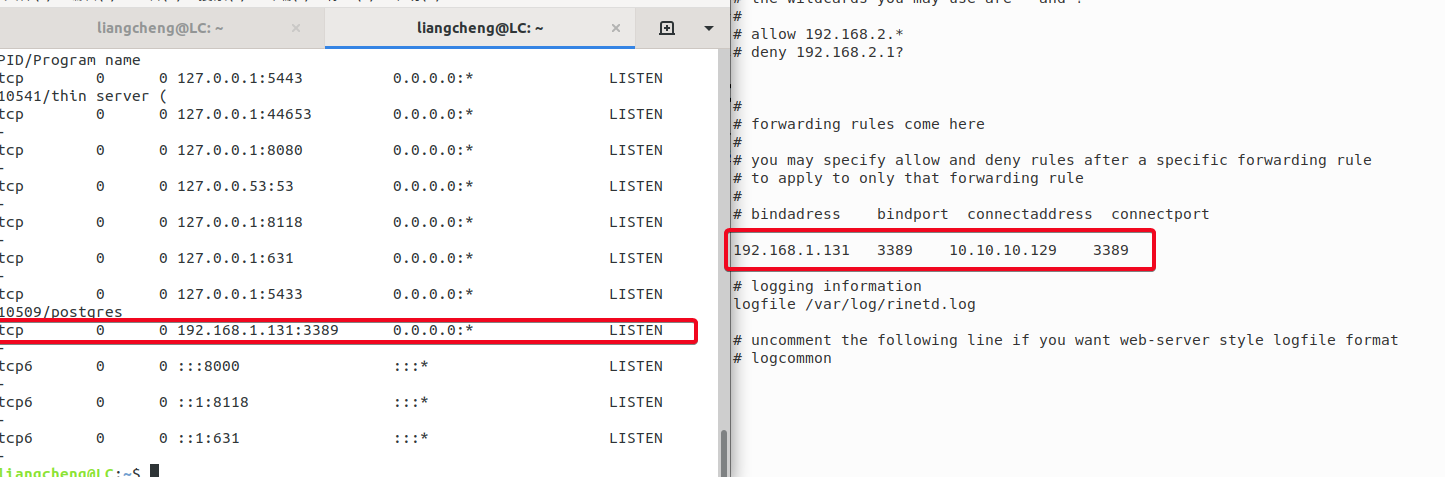 liangcheng@LC: ~
liangcheng@LC: ~
PID/Program name
tcp 0 0 127.0.0.1:5443 0.0.0.0:* LISTEN
10541/thin server (
tcp 0 0 127.0.0.1:44653 0.0.0.0:* LISTEN
-
tcp 0 0 127.0.0.1:8080 0.0.0.0:* LISTEN
-
tcp 0 0 127.0.0.53:53 0.0.0.0:* LISTEN
-
tcp 0 0 127.0.0.1:8118 0.0.0.0:* LISTEN
-
tcp 0 0 127.0.0.1:631 0.0.0.0:* LISTEN
-
tcp 0 0 127.0.0.1:5433 0.0.0.0:* LISTEN
10509/postgres
tcp 0 0 192.168.1.131:3389 0.0.0.0:* LISTEN
-
tcp6 0 0 :::8000 :::* LISTEN
-
tcp6 0 0 ::1:8118 :::* LISTEN
-
tcp6 0 0 ::1:631 :::* LISTEN
-
liangcheng@LC:~$
# the wildcards you may use are * and ?
#
# allow 192.168.2.*
# deny 192.168.2.1?
#
# forwarding rules come here
#
# you may specify allow and deny rules after a specific forwarding rule
# to apply to only that forwarding rule
#
# bindadress bindport connectaddress connectport
192.168.1.131 3389 10.10.10.129 3389
# logging information
logfile /var/log/rinetd.log
# uncomment the following line if you want web-server style logfile format
# logcommon